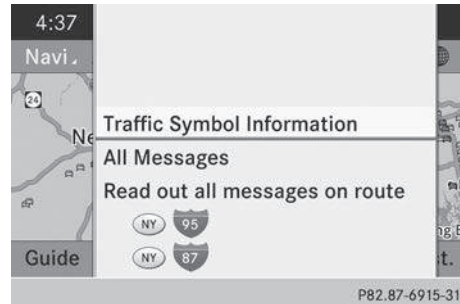 4:37
Navi
24
Ne
Traffic Symbol Information
All Messages
Read out all messages on route
NY 95
NY 87
Guide
t.
P82.87-6915-31